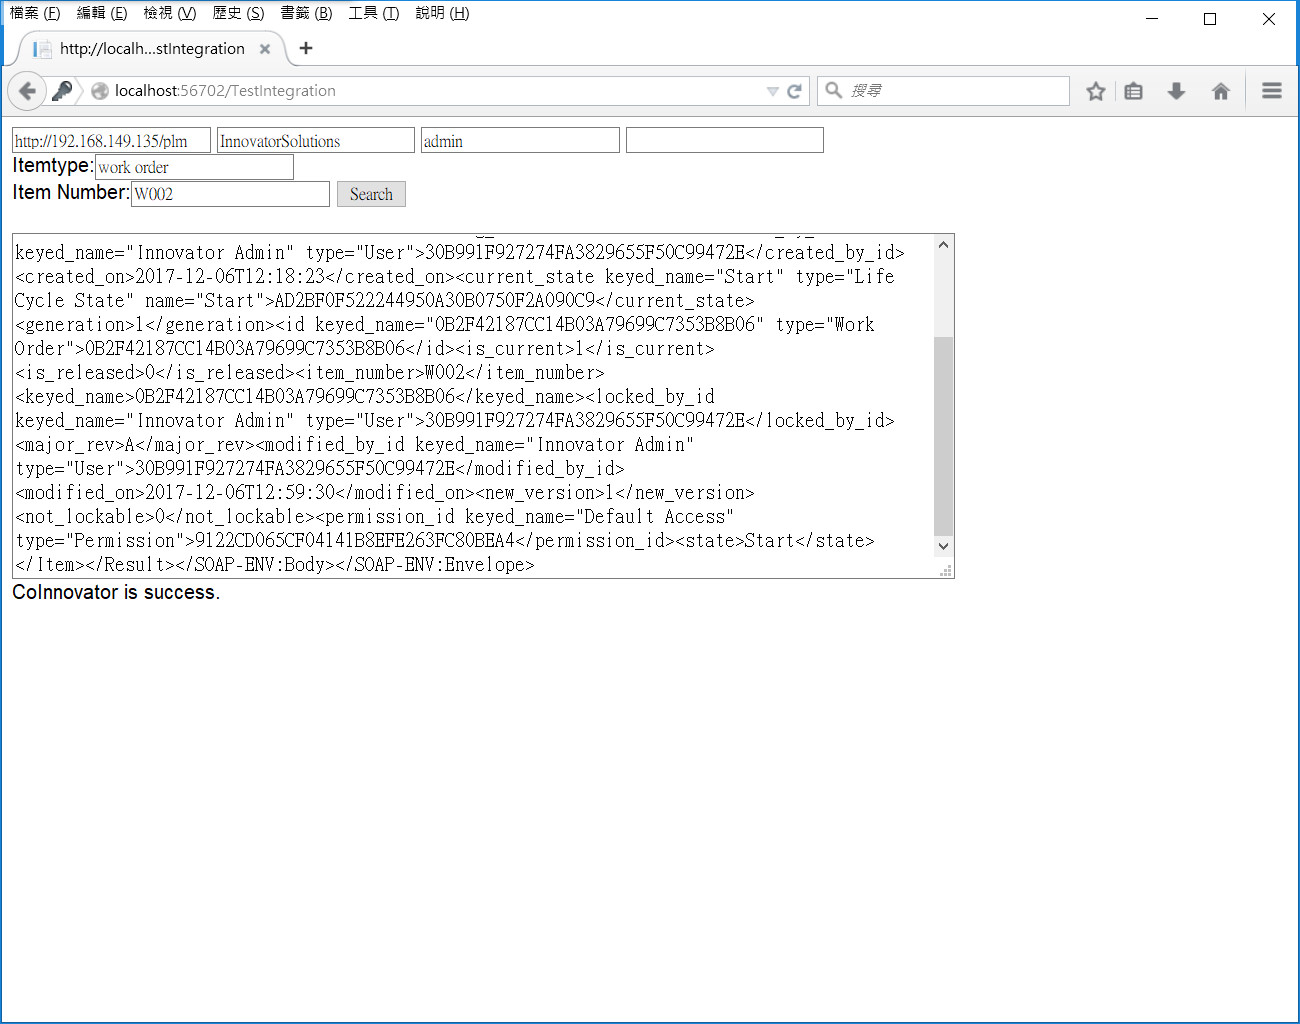 檔案 (F) 編輯 (E) 檢視 (V) 歷史 (S) 書籤 (B) 工具 (T) 說明 (H)
http://localh...stIntegration
localhost:56702/TestIntegration
搜尋
http://192.168.149.135/plm InnovatorSolutions admin
Itemtype: work order
Item Number: W002 Search
keyed_name="Innovator Admin" type="User">30B991F927274FA3829655F50C99472E</created_by_id>
<created_on>2017-12-06T12:18:23</created_on><current_state keyed_name="Start" type="Life
Cycle State" name="Start">AD2BF0F522244950A30B0750F2A090C9</current_state>
<generation>1</generation><id keyed_name="0B2F42187CC14B03A79699C7353B8B06" type="Work
Order">0B2F42187CC14B03A79699C7353B8B06</id><is_current>1</is_current>
<is_released>0</is_released><item_number>W002</item_number>
<keyed_name>0B2F42187CC14B03A79699C7353B8B06</keyed_name><locked_by_id
keyed_name="Innovator Admin" type="User">30B991F927274FA3829655F50C99472E</locked_by_id>
<major_rev>A</major_rev><modified_by_id keyed_name="Innovator Admin"
type="User">30B991F927274FA3829655F50C99472E</modified_by_id>
<modified_on>2017-12-06T12:59:30</modified_on><new_version>1</new_version>
<not_lockable>0</not_lockable><permission_id keyed_name="Default Access"
type="Permission">9122CD065CF04141B8EFE263FC80BEA4</permission_id><state>Start</state>
</Item></Result></SOAP-ENV:Body></SOAP-ENV:Envelope>
CoInnovator is success.